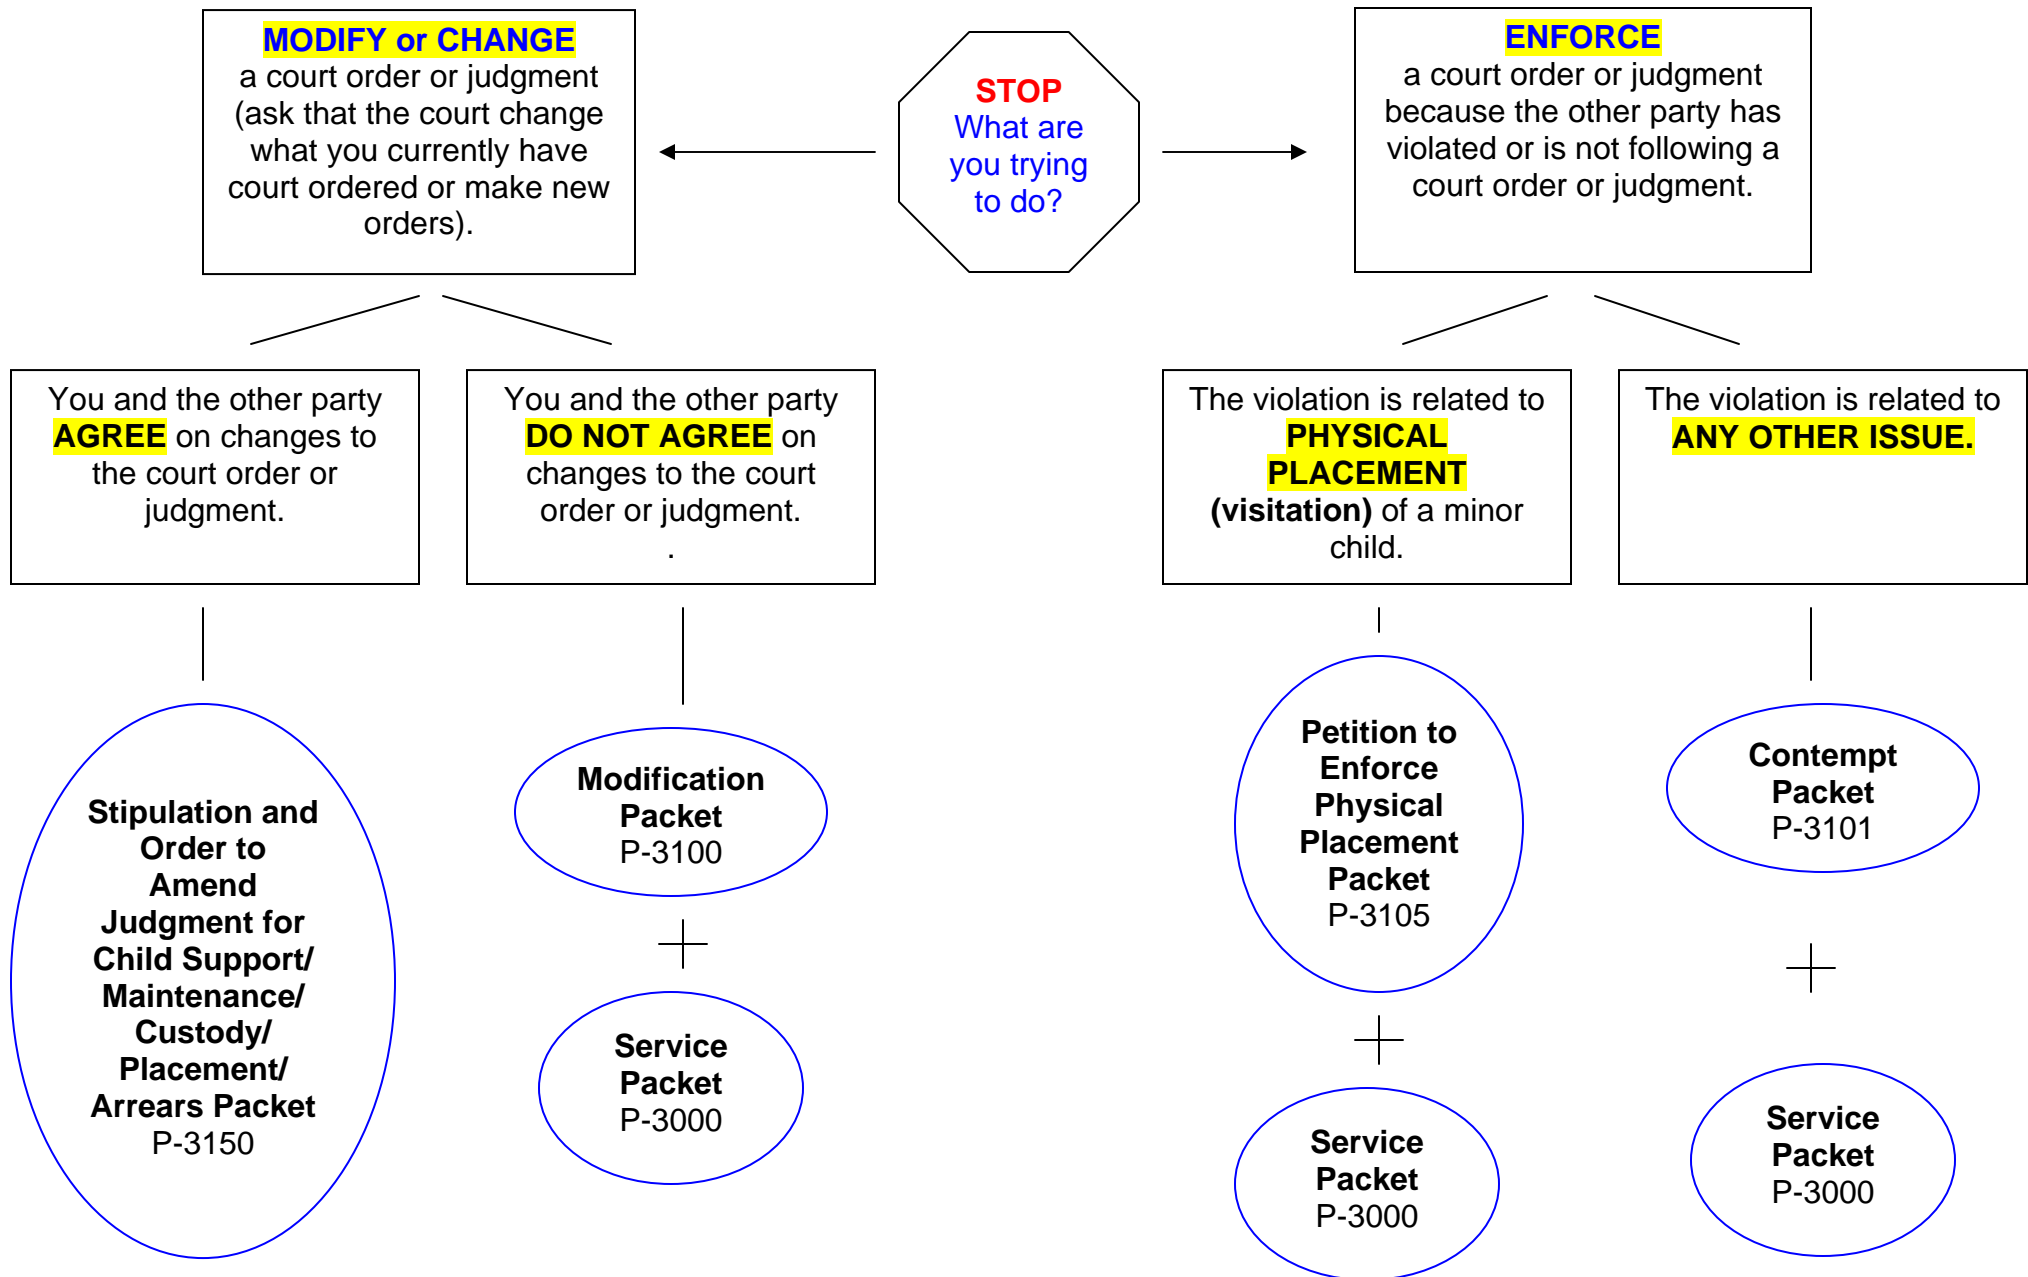 MODIFY or CHANGE
a court order or judgment
(ask that the court change
what you currently have
court ordered or make new
orders).
STOP
What are
you trying
to do?
ENFORCE
a court order or judgment
because the other party has
violated or is not following a
court order or judgment.
You and the other party
AGREE on changes to
the court order or
judgment.
You and the other party
DO NOT AGREE on
changes to the court
order or judgment.
.
The violation is related to
PHYSICAL
PLACEMENT
(visitation) of a minor
child.
The violation is related to
ANY OTHER ISSUE.
Stipulation and
Order to
Amend
Judgment for
Child Support/
Maintenance/
Custody/
Placement/
Arrears Packet
P-3150
Modification
Packet
P-3100
Service
Packet
P-3000
Petition to
Enforce
Physical
Placement
Packet
P-3105
Service
Packet
P-3000
Contempt
Packet
P-3101
Service
Packet
P-3000